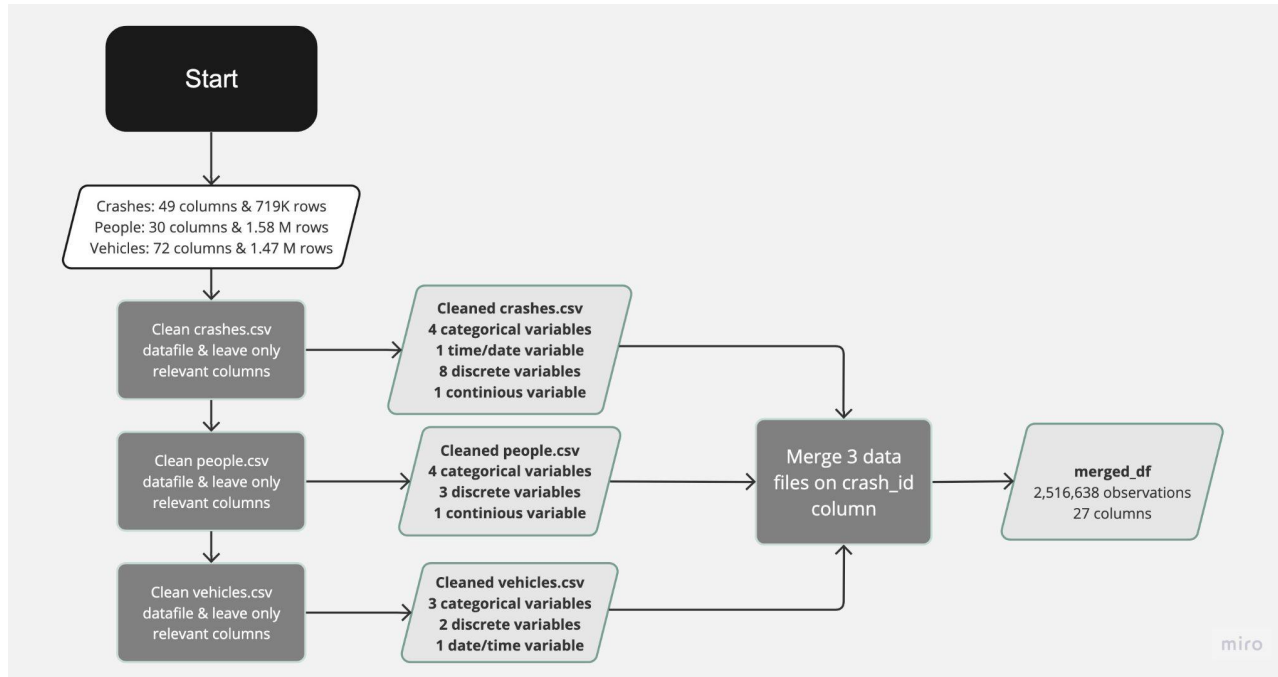 Start
Crashes: 49 columns & 719K rows
People: 30 columns & 1.58 M rows
Vehicles: 72 columns & 1.47 M rows
Clean crashes.csv
datafile & leave only
relevant columns
Cleaned crashes.csv
4 categorical variables
1 time/date variable
8 discrete variables
1 continious variable
Clean people.csv
datafile & leave only
relevant columns
Cleaned people.csv
4 categorical variables
3 discrete variables
1 continious variable
Clean vehicles.csv
datafile & leave only
relevant columns
Cleaned vehicles.csv
3 categorical variables
2 discrete variables
1 date/time variable
Merge 3 data
files on crash_id
column
merged_df
2,516,638 observations
27 columns
miro